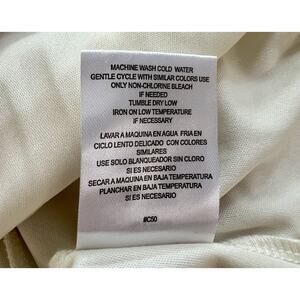 MACHINE WASH COLD WATER
GENTLE CYCLE WITH SIMILAR COLORS USE
ONLY NON-CHLORINE BLEACH
IF NEEDED
TUMBLE DRY LOW
IRON ON LOW TEMPERATURE
IF NECESSARY
LAVAR A MAQUINA EN AGUA FRIA EN
CICLO LENTO DELICADO CON COLORES
SIMILARES
USE SOLO BLANQUEADOR SIN CLORO
SI ES NECESARIO
SECAR A MAQUINA EN BAJA TEMPERATURA
PLANCHAR EN BAJA TEMPERATURA
SI ES NECESARIO
#C50